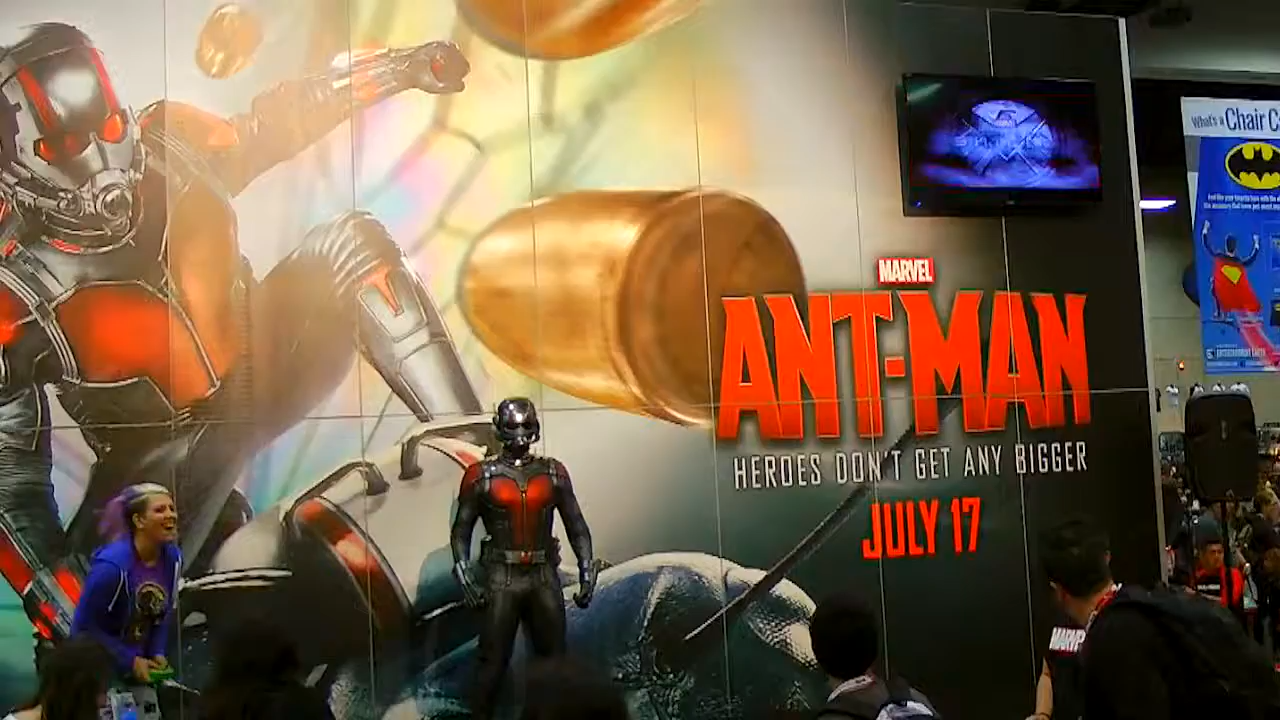 MARVEL
ANT-MAN
HEROES DON'T GET ANY BIGGER
JULY 17
What's a Chair C
MARVEL